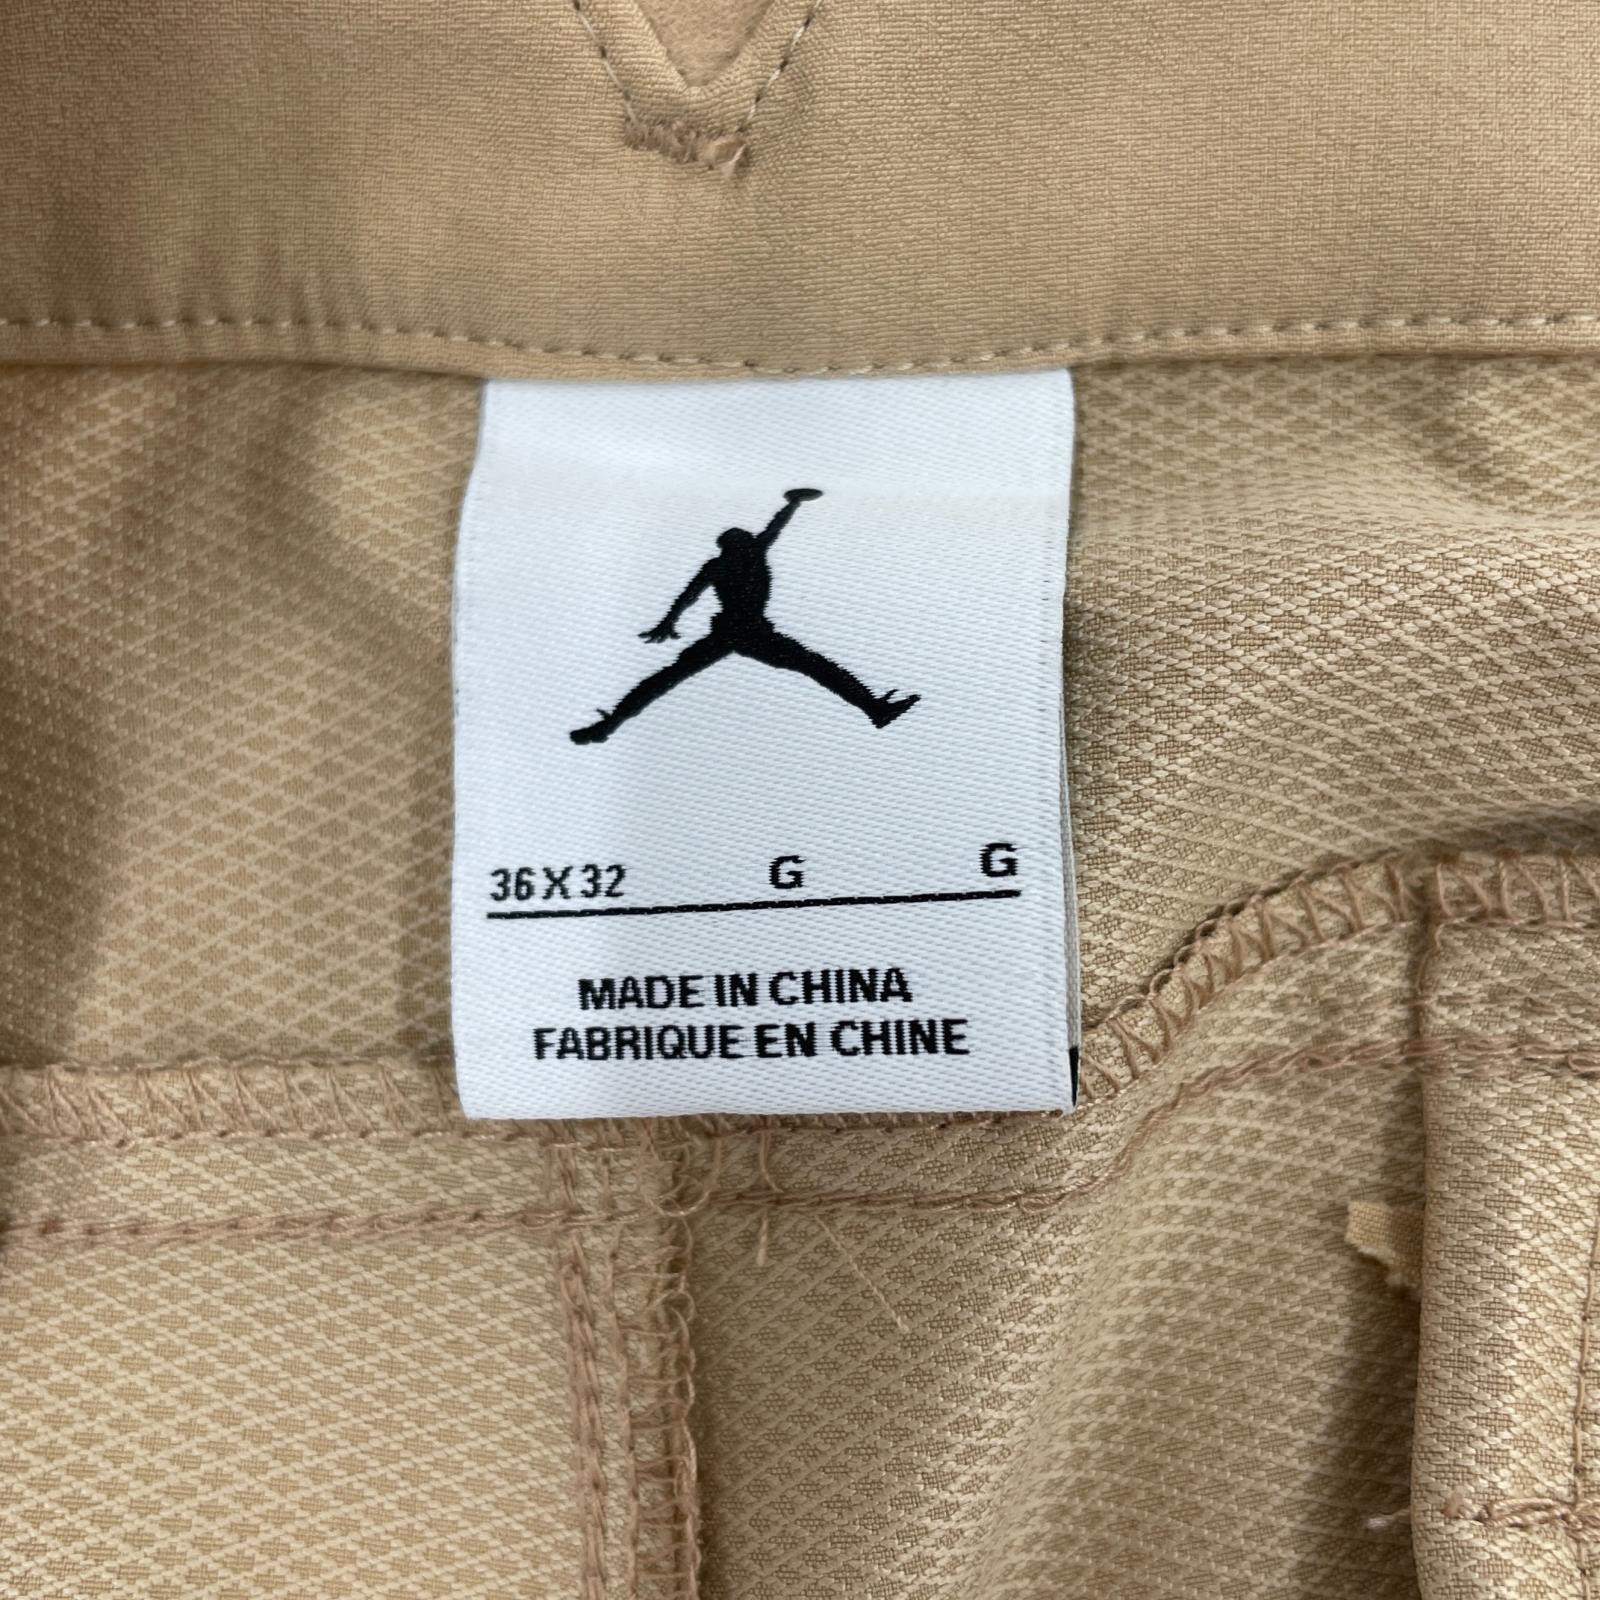 36 X 32 G G
MADE IN CHINA
FABRIQUE EN CHINE